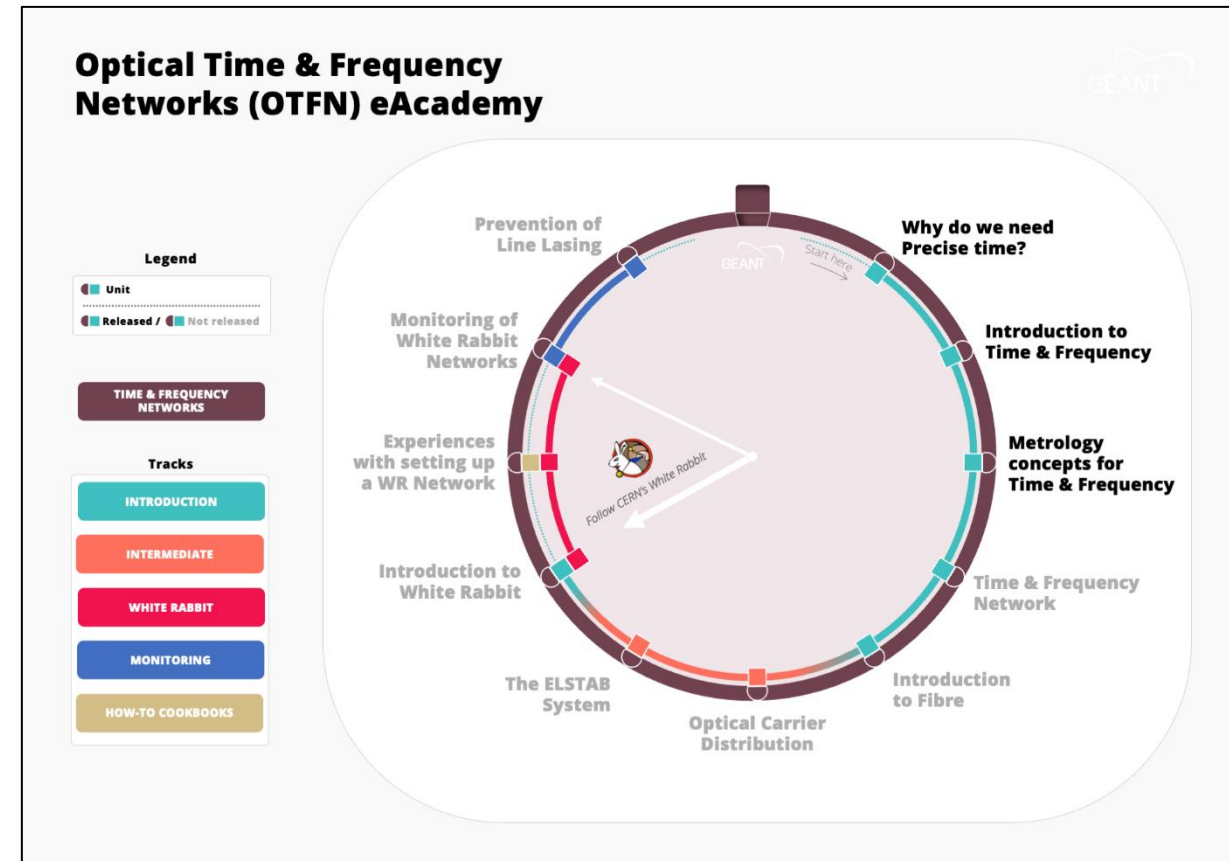 Optical Time & Frequency
Networks (OTFN) eAcademy
GÉANT
Legend
Unit
Released / Not released
TIME & FREQUENCY
NETWORKS
Tracks
INTRODUCTION
INTERMEDIATE
WHITE RABBIT
MONITORING
HOW-TO COOKBOOKS
GÉANT
Start here
Why do we need
Precise time?
Introduction to
Time & Frequency
Metrology
concepts for
Time & Frequency
Time & Frequency
Network
Introduction
to Fibre
Optical Carrier
Distribution
The ELSTAB
System
Introduction to
White Rabbit
Experiences
with setting up
a WR Network
Monitoring of
White Rabbit
Networks
Prevention of
Line Lasing
Follow CERN's White Rabbit